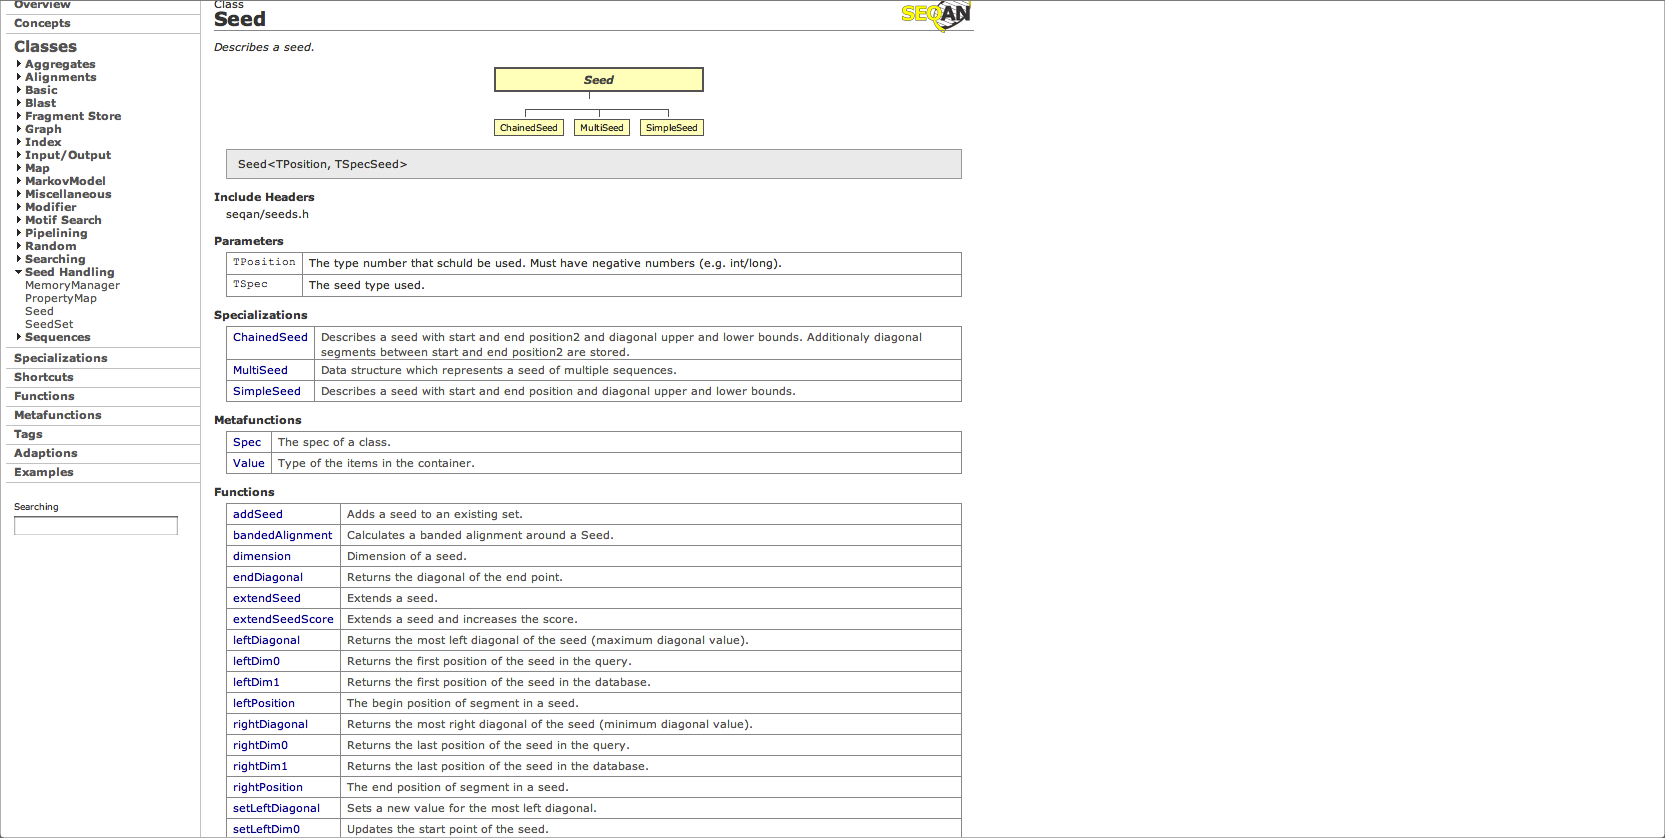 Overview
Concepts
Classes
Aggregates
Alignments
Basic
Blast
Fragment Store
Graph
Index
Input/Output
Map
MarkovModel
Miscellaneous
Modifier
Motif Search
Pipelining
Random
Searching
Seed Handling
MemoryManager
PropertyMap
Seed
SeedSet
Sequences
Specializations
Shortcuts
Functions
Metafunctions
Tags
Adaptions
Examples
Searching
Class
Seed
SEQAN
Describes a seed.
Seed
ChainedSeed MultiSeed SimpleSeed
Seed<TPosition, TSpecSeed>
Include Headers
seqan/seeds.h
Parameters
TPosition The type number that schuld be used. Must have negative numbers (e.g. int/long).
TSpec The seed type used.
Specializations
ChainedSeed Describes a seed with start and end position2 and diagonal upper and lower bounds. Additionaly diagonal
segments between start and end position2 are stored.
MultiSeed Data structure which represents a seed of multiple sequences.
SimpleSeed Describes a seed with start and end position and diagonal upper and lower bounds.
Metafunctions
Spec The spec of a class.
Value Type of the items in the container.
Functions
addSeed Adds a seed to an existing set.
bandedAlignment Calculates a banded alignment around a Seed.
dimension Dimension of a seed.
endDiagonal Returns the diagonal of the end point.
extendSeed Extends a seed.
extendSeedScore Extends a seed and increases the score.
leftDiagonal Returns the most left diagonal of the seed (maximum diagonal value).
leftDim0 Returns the first position of the seed in the query.
leftDim1 Returns the first position of the seed in the database.
leftPosition The begin position of segment in a seed.
rightDiagonal Returns the most right diagonal of the seed (minimum diagonal value).
rightDim0 Returns the last position of the seed in the query.
rightDim1 Returns the last position of the seed in the database.
rightPosition The end position of segment in a seed.
setLeftDiagonal Sets a new value for the most left diagonal.
setLeftDim0 Updates the start point of the seed.